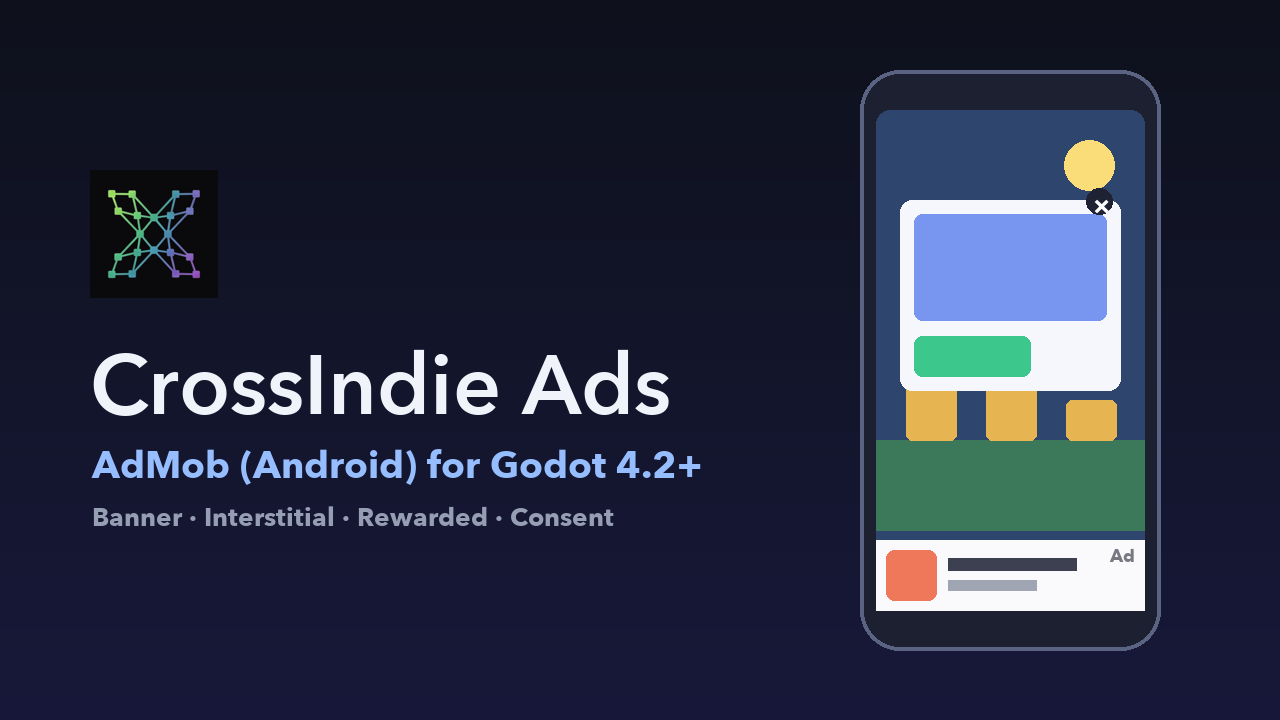 CrossIndie Ads
AdMob (Android) for Godot 4.2+
Banner · Interstitial · Rewarded · Consent
Ad